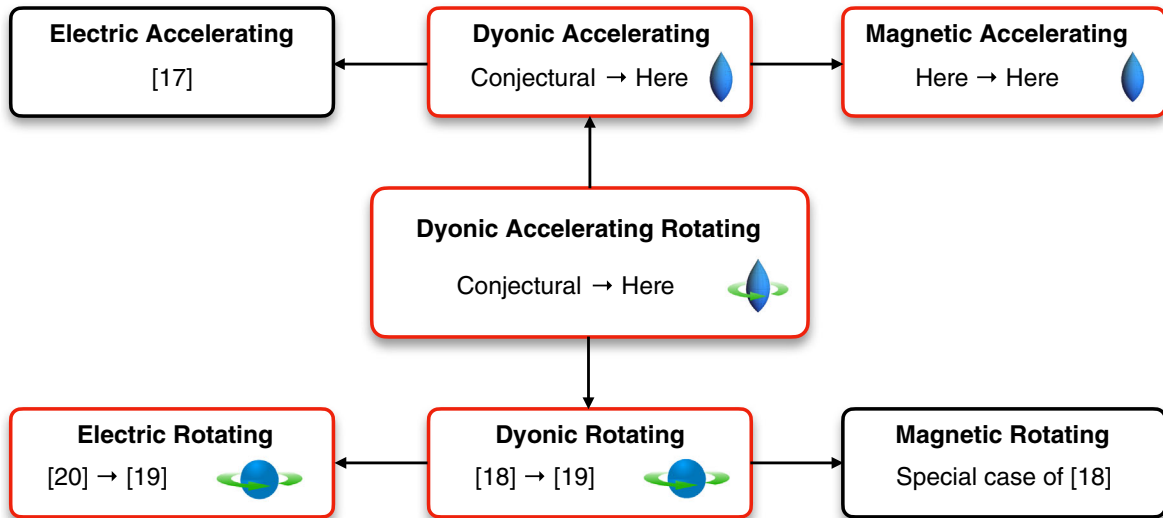 Electric Accelerating
[17]
Dyonic Accelerating
Conjectural → Here
Magnetic Accelerating
Here → Here
Dyonic Accelerating Rotating
Conjectural → Here
Electric Rotating
[20] → [19]
Dyonic Rotating
[18] → [19]
Magnetic Rotating
Special case of [18]